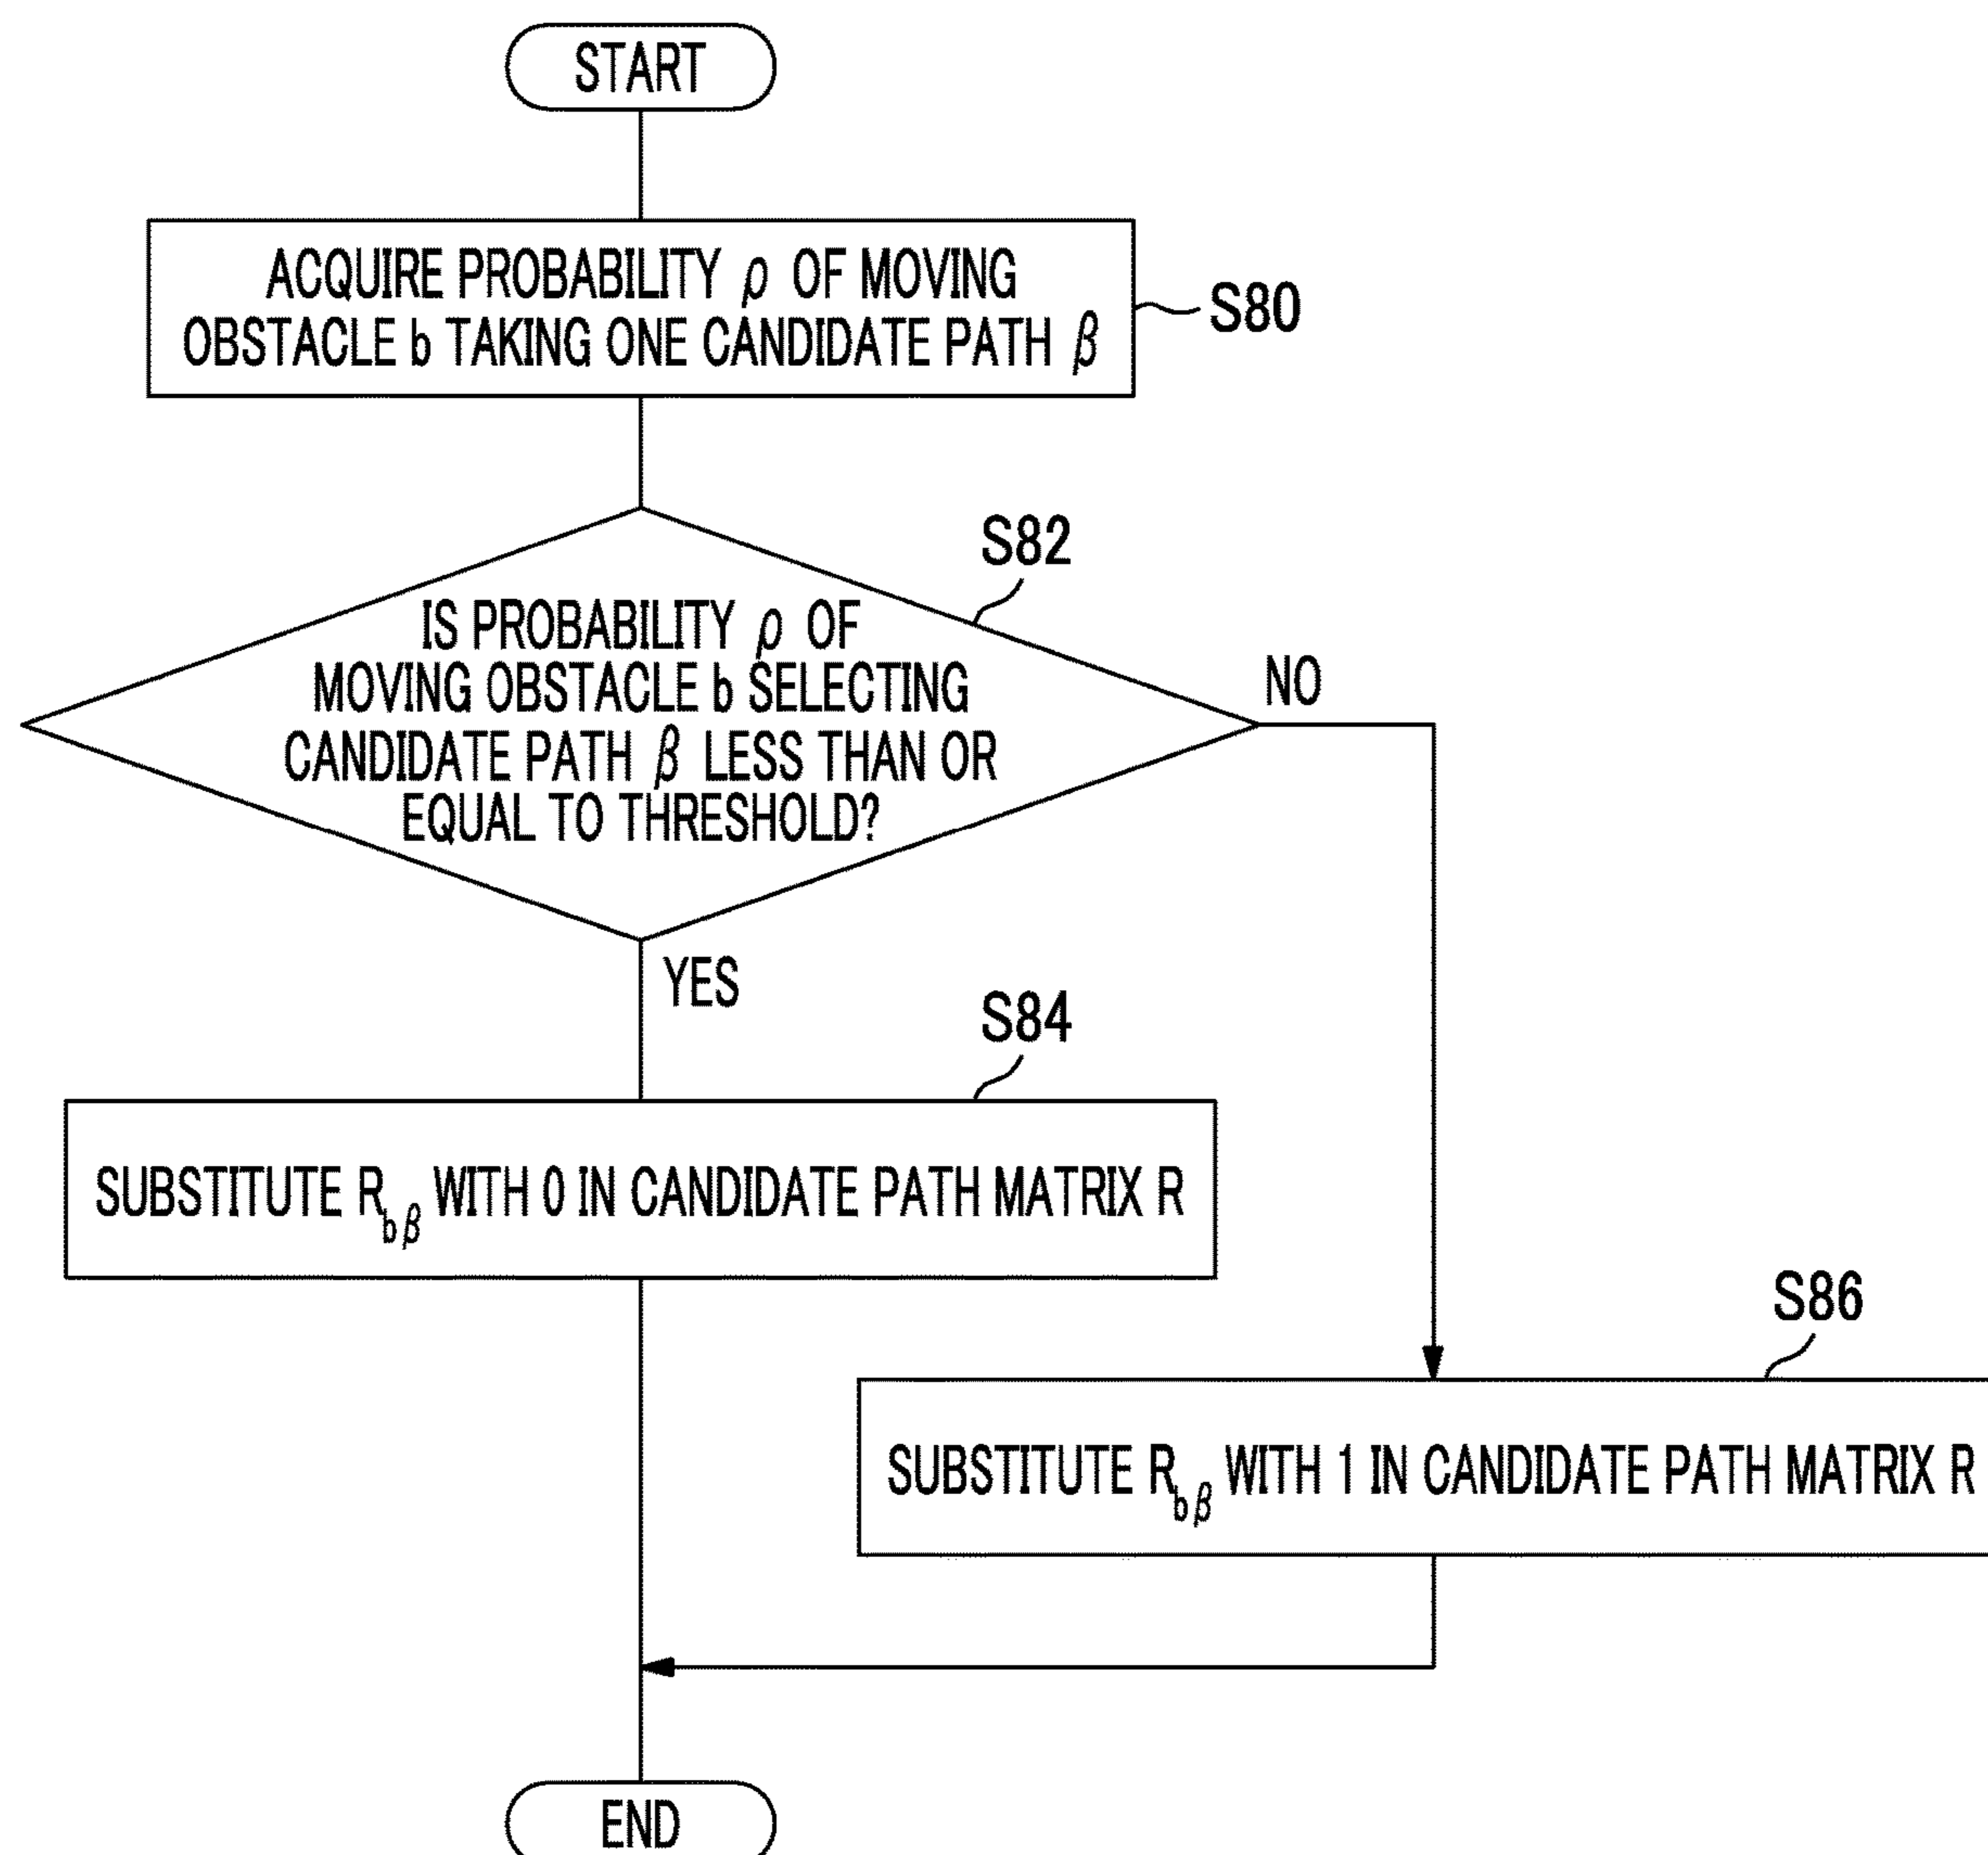 START
ACQUIRE PROBABILITY ρ OF MOVING
OBSTACLE b TAKING ONE CANDIDATE PATH β
S80
S82
IS PROBABILITY ρ OF
MOVING OBSTACLE b SELECTING
CANDIDATE PATH β LESS THAN OR
EQUAL TO THRESHOLD?
NO
YES
S84
SUBSTITUTE R_bβ WITH 0 IN CANDIDATE PATH MATRIX R
S86
SUBSTITUTE R_bβ WITH 1 IN CANDIDATE PATH MATRIX R
END